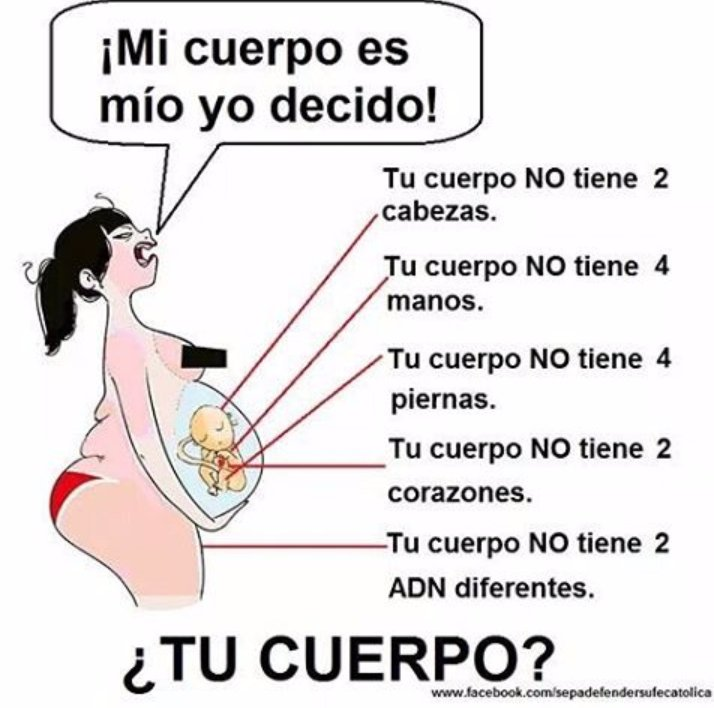 ¡Mi cuerpo es
mío yo decido!
Tu cuerpo NO tiene 2
cabezas.
Tu cuerpo NO tiene 4
manos.
Tu cuerpo NO tiene 4
piernas.
Tu cuerpo NO tiene 2
corazones.
Tu cuerpo NO tiene 2
ADN diferentes.
¿TU CUERPO?
www.facebook.com/sepadefendersufecatolica